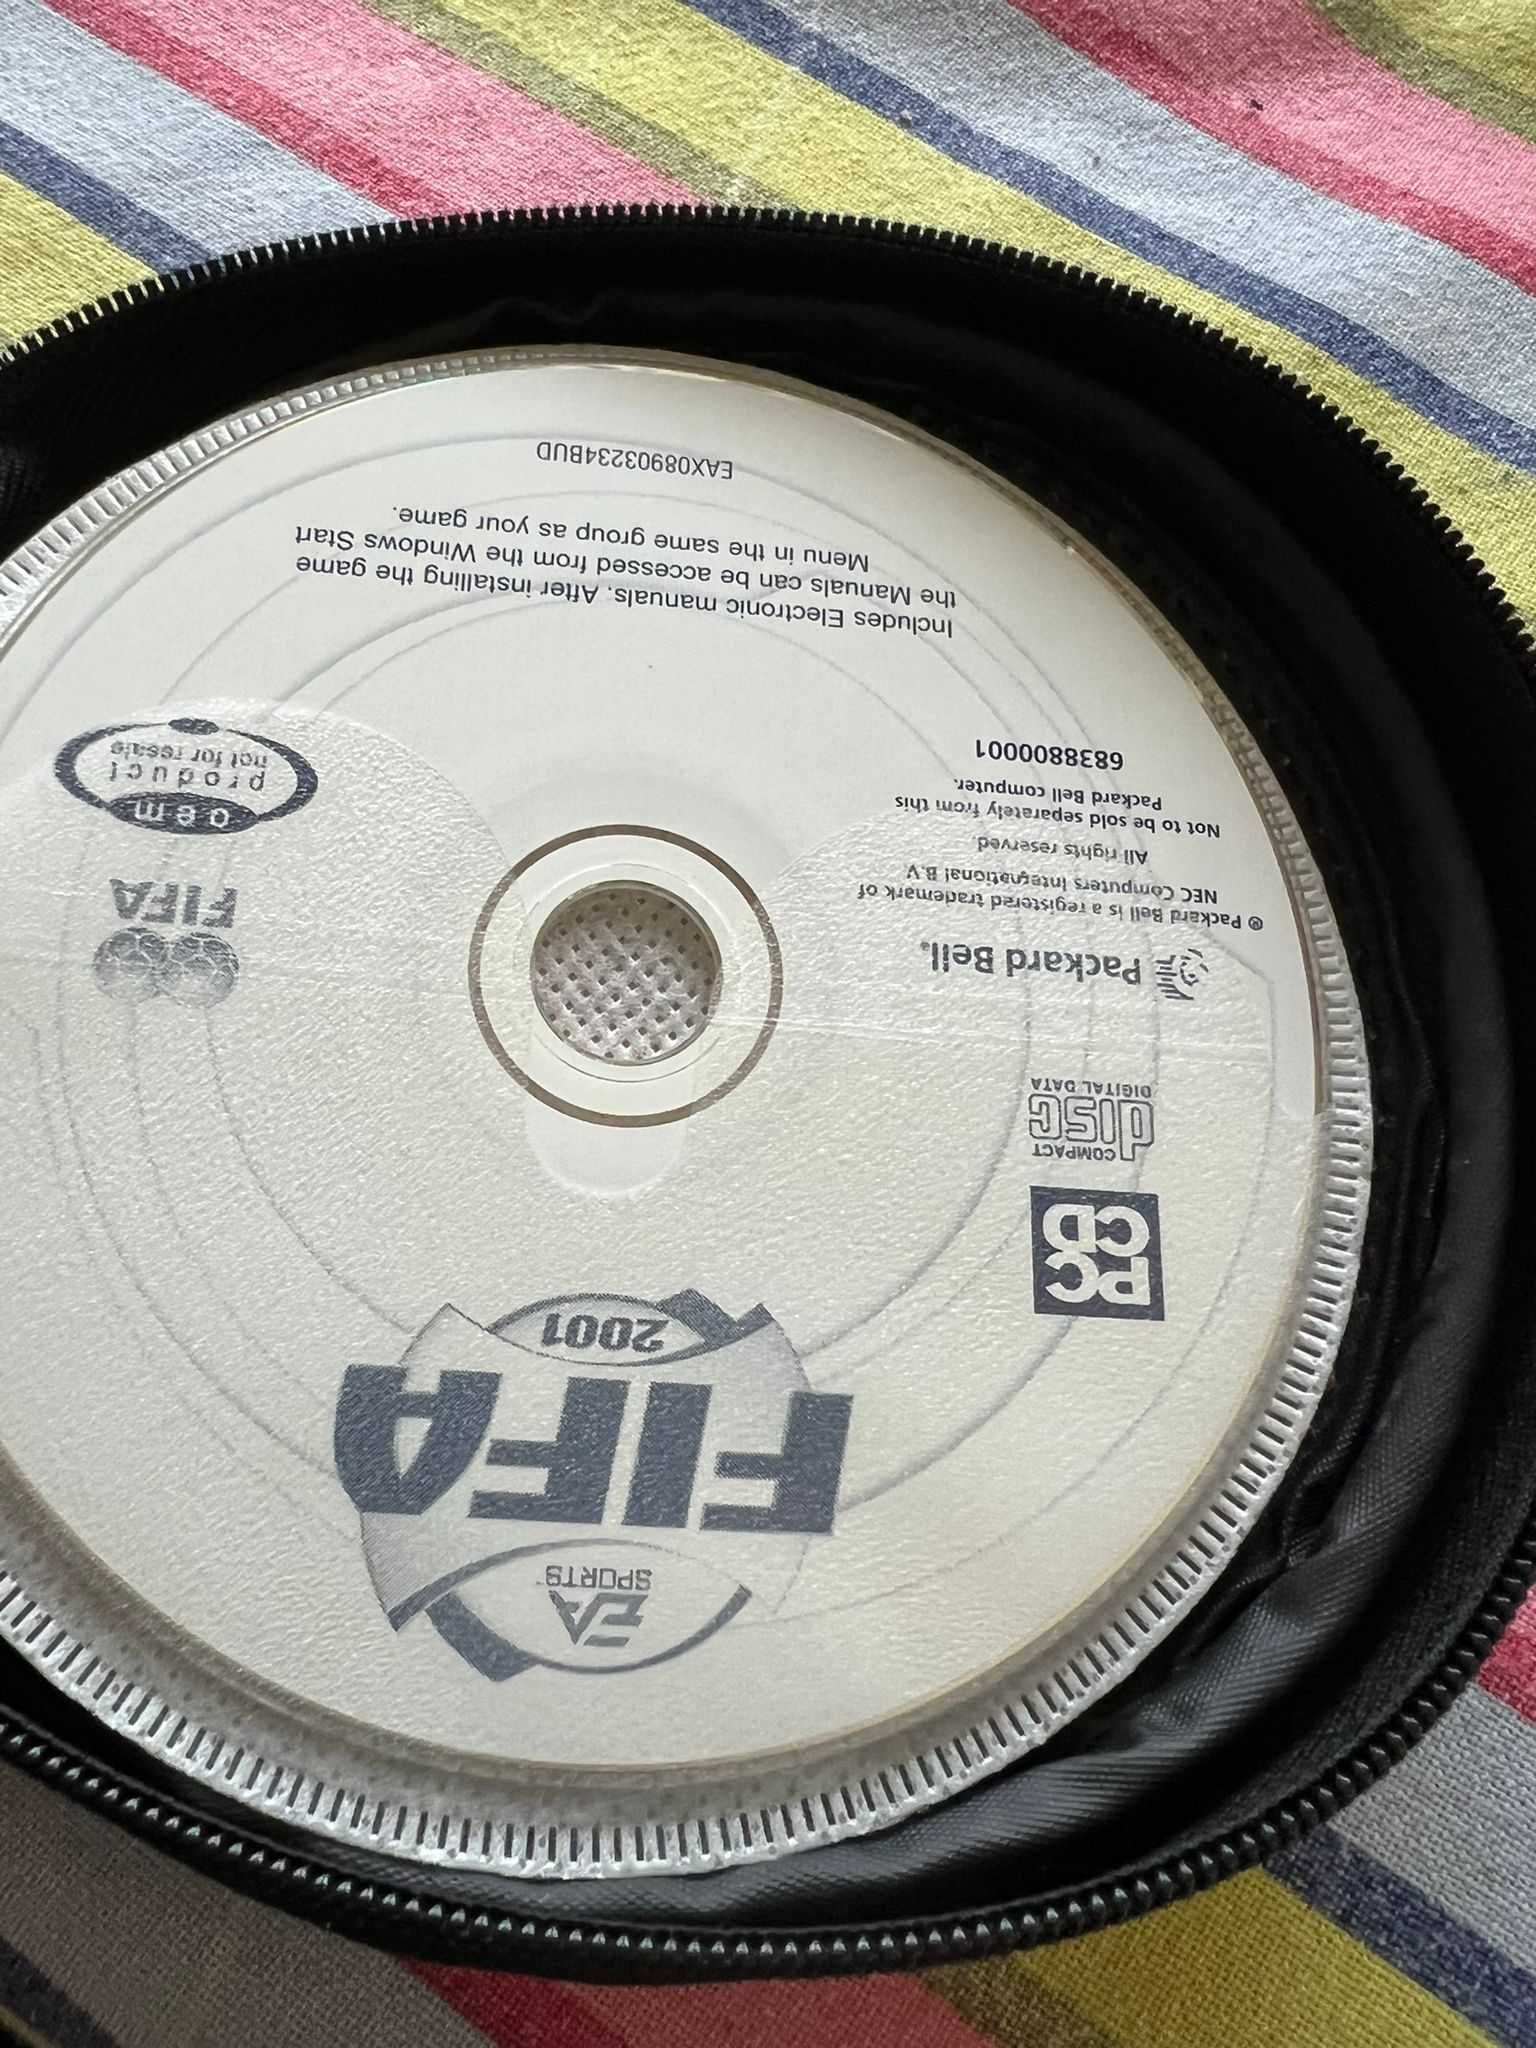 EA
SPORTS™
FIFA
2001
PC
CD
COMPACT
disc
DIGITAL DATA
Packard Bell®
® Packard Bell is a registered trademark of
NEC Computers International B.V.
All rights reserved.
Not to be sold separately from this
Packard Bell computer.
6838800001
FIFA
oem
product
not for resale
Includes Electronic manuals. After installing the game
the Manuals can be accessed from the Windows Start
Menu in the same group as your game.
EAX08903234BUD